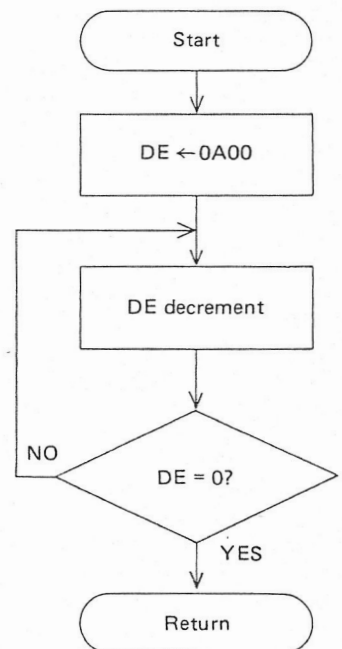 Start
DE ←0A00
DE decrement
NO
DE = 0?
YES
Return